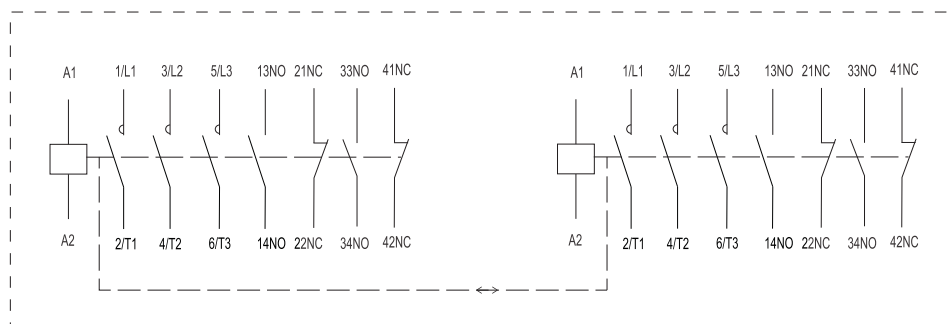 A1 1/L1 3/L2 5/L3 13NO 21NC 33NO 41NC
A2 2/T1 4/T2 6/T3 14NO 22NC 34NO 42NC
A1 1/L1 3/L2 5/L3 13NO 21NC 33NO 41NC
A2 2/T1 4/T2 6/T3 14NO 22NC 34NO 42NC